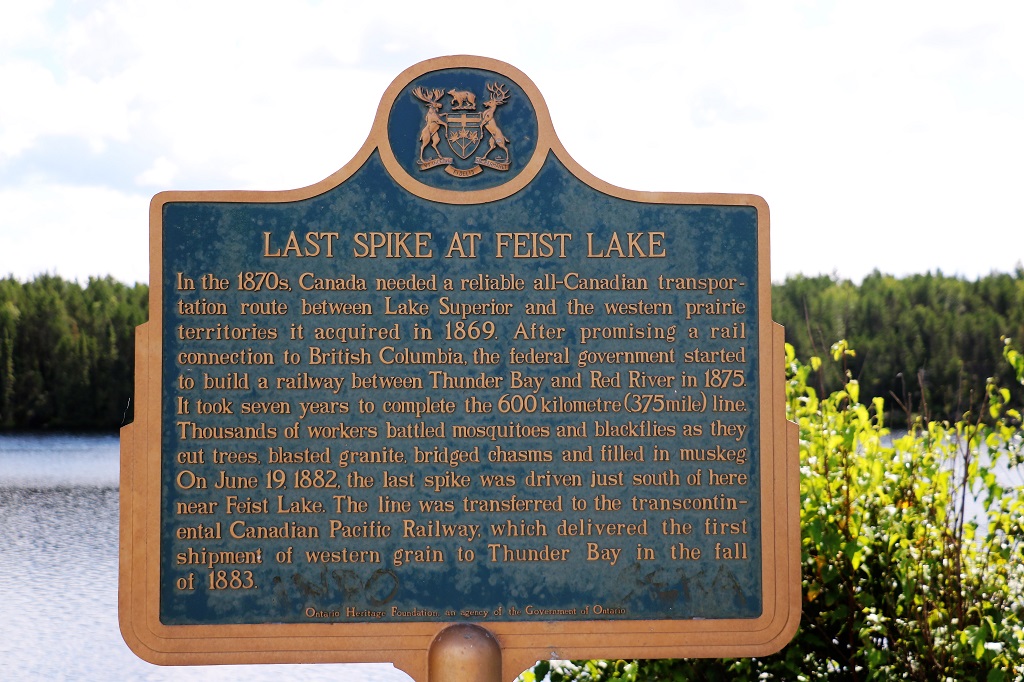 LAST SPIKE AT FEIST LAKE
In the 1870s, Canada needed a reliable all-Canadian transpor-
tation route between Lake Superior and the western prairie
territories it acquired in 1869. After promising a rail
connection to British Columbia, the federal government started
to build a railway between Thunder Bay and Red River in 1875.
It took seven years to complete the 600 kilometre (375 mile) line.
Thousands of workers battled mosquitoes and blackflies as they
cut trees, blasted granite, bridged chasms and filled in muskeg.
On June 19, 1882, the last spike was driven just south of here
near Feist Lake. The line was transferred to the transcontin-
ental Canadian Pacific Railway, which delivered the first
shipment of western grain to Thunder Bay in the fall
of 1883.
Ontario Heritage Foundation, an agency of the Government of Ontario